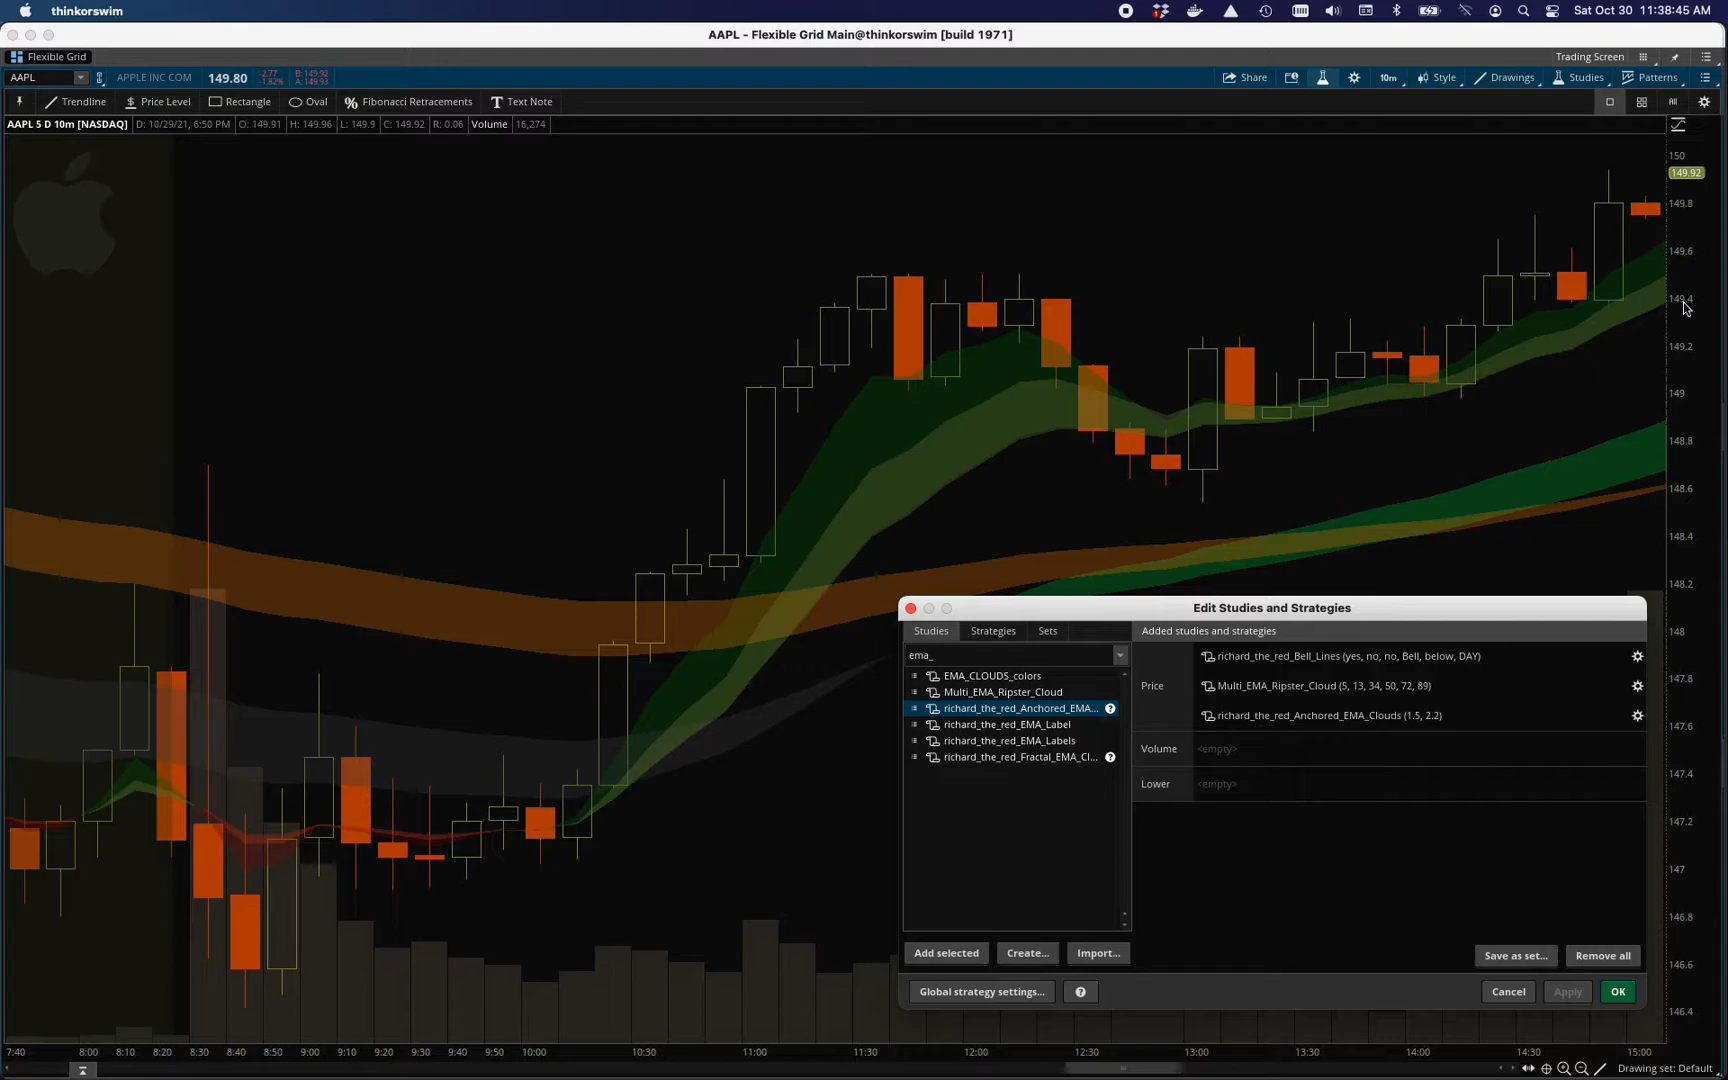 thinkorswim
Sat Oct 30 11:38:45 AM
AAPL - Flexible Grid Main@thinkorswim [build 1971]
Flexible Grid
Trading Screen
AAPL
APPLE INC COM
149.80
-2.77
-1.82%
B: 149.92
A: 149.93
Share
10m
Style
Drawings
Studies
Patterns
Trendline
$ Price Level
Rectangle
Oval
% Fibonacci Retracements
T Text Note
All
AAPL 5 D 10m [NASDAQ]
D: 10/29/21, 6:50 PM
O: 149.91
H: 149.96
L: 149.9
C: 149.92
R: 0.06
Volume
16,274
150
149.92
149.8
149.6
149.4
149.2
149
148.8
148.6
148.4
148.2
148
147.8
147.6
147.4
147.2
147
146.8
146.6
146.4
Edit Studies and Strategies
Studies
Strategies
Sets
Added studies and strategies
ema_
EMA_CLOUDS_colors
Multi_EMA_Ripster_Cloud
richard_the_red_Anchored_EMA...
richard_the_red_EMA_Label
richard_the_red_EMA_Labels
richard_the_red_Fractal_EMA_Cl...
richard_the_red_Bell_Lines (yes, no, no, Bell, below, DAY)
Price
Multi_EMA_Ripster_Cloud (5, 13, 34, 50, 72, 89)
richard_the_red_Anchored_EMA_Clouds (1.5, 2.2)
Volume
<empty>
Lower
<empty>
Add selected
Create...
Import...
Save as set...
Remove all
Global strategy settings...
?
Cancel
Apply
OK
7:40
8:00
8:10
8:20
8:30
8:40
8:50
9:00
9:10
9:20
9:30
9:40
9:50
10:00
10:30
11:00
11:30
12:00
12:30
13:00
13:30
14:00
14:30
15:00
Drawing set: Default